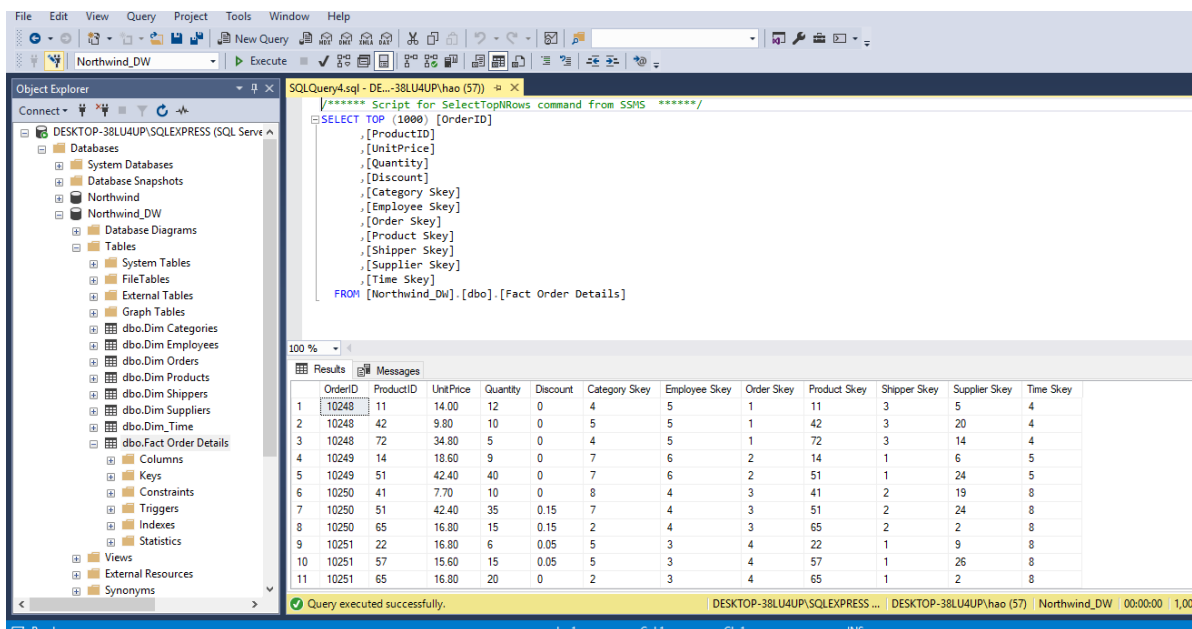 File Edit View Query Project Tools Window Help
New Query
Northwind_DW Execute
Object Explorer
Connect
DESKTOP-38LU4UP\SQLEXPRESS (SQL Serve
Databases
System Databases
Database Snapshots
Northwind
Northwind_DW
Database Diagrams
Tables
System Tables
FileTables
External Tables
Graph Tables
dbo.Dim Categories
dbo.Dim Employees
dbo.Dim Orders
dbo.Dim Products
dbo.Dim Shippers
dbo.Dim Suppliers
dbo.Dim_Time
dbo.Fact Order Details
Columns
Keys
Constraints
Triggers
Indexes
Statistics
Views
External Resources
Synonyms
SQLQuery4.sql - DE...-38LU4UP\hao (57))
/****** Script for SelectTopNRows command from SSMS ******/
SELECT TOP (1000) [OrderID]
,[ProductID]
,[UnitPrice]
,[Quantity]
,[Discount]
,[Category Skey]
,[Employee Skey]
,[Order Skey]
,[Product Skey]
,[Shipper Skey]
,[Supplier Skey]
,[Time Skey]
FROM [Northwind_DW].[dbo].[Fact Order Details]
100 %
Results Messages
OrderID ProductID UnitPrice Quantity Discount Category Skey Employee Skey Order Skey Product Skey Shipper Skey Supplier Skey Time Skey
1 10248 11 14.00 12 0 4 5 1 11 3 5 4
2 10248 42 9.80 10 0 5 5 1 42 3 20 4
3 10248 72 34.80 5 0 4 5 1 72 3 14 4
4 10249 14 18.60 9 0 7 6 2 14 1 6 5
5 10249 51 42.40 40 0 7 6 2 51 1 24 5
6 10250 41 7.70 10 0 8 4 3 41 2 19 8
7 10250 51 42.40 35 0.15 7 4 3 51 2 24 8
8 10250 65 16.80 15 0.15 2 4 3 65 2 2 8
9 10251 22 16.80 6 0.05 5 3 4 22 1 9 8
10 10251 57 15.60 15 0.05 5 3 4 57 1 26 8
11 10251 65 16.80 20 0 2 3 4 65 1 2 8
Query executed successfully. DESKTOP-38LU4UP\SQLEXPRESS ... DESKTOP-38LU4UP\hao (57) Northwind_DW 00:00:00 1,00